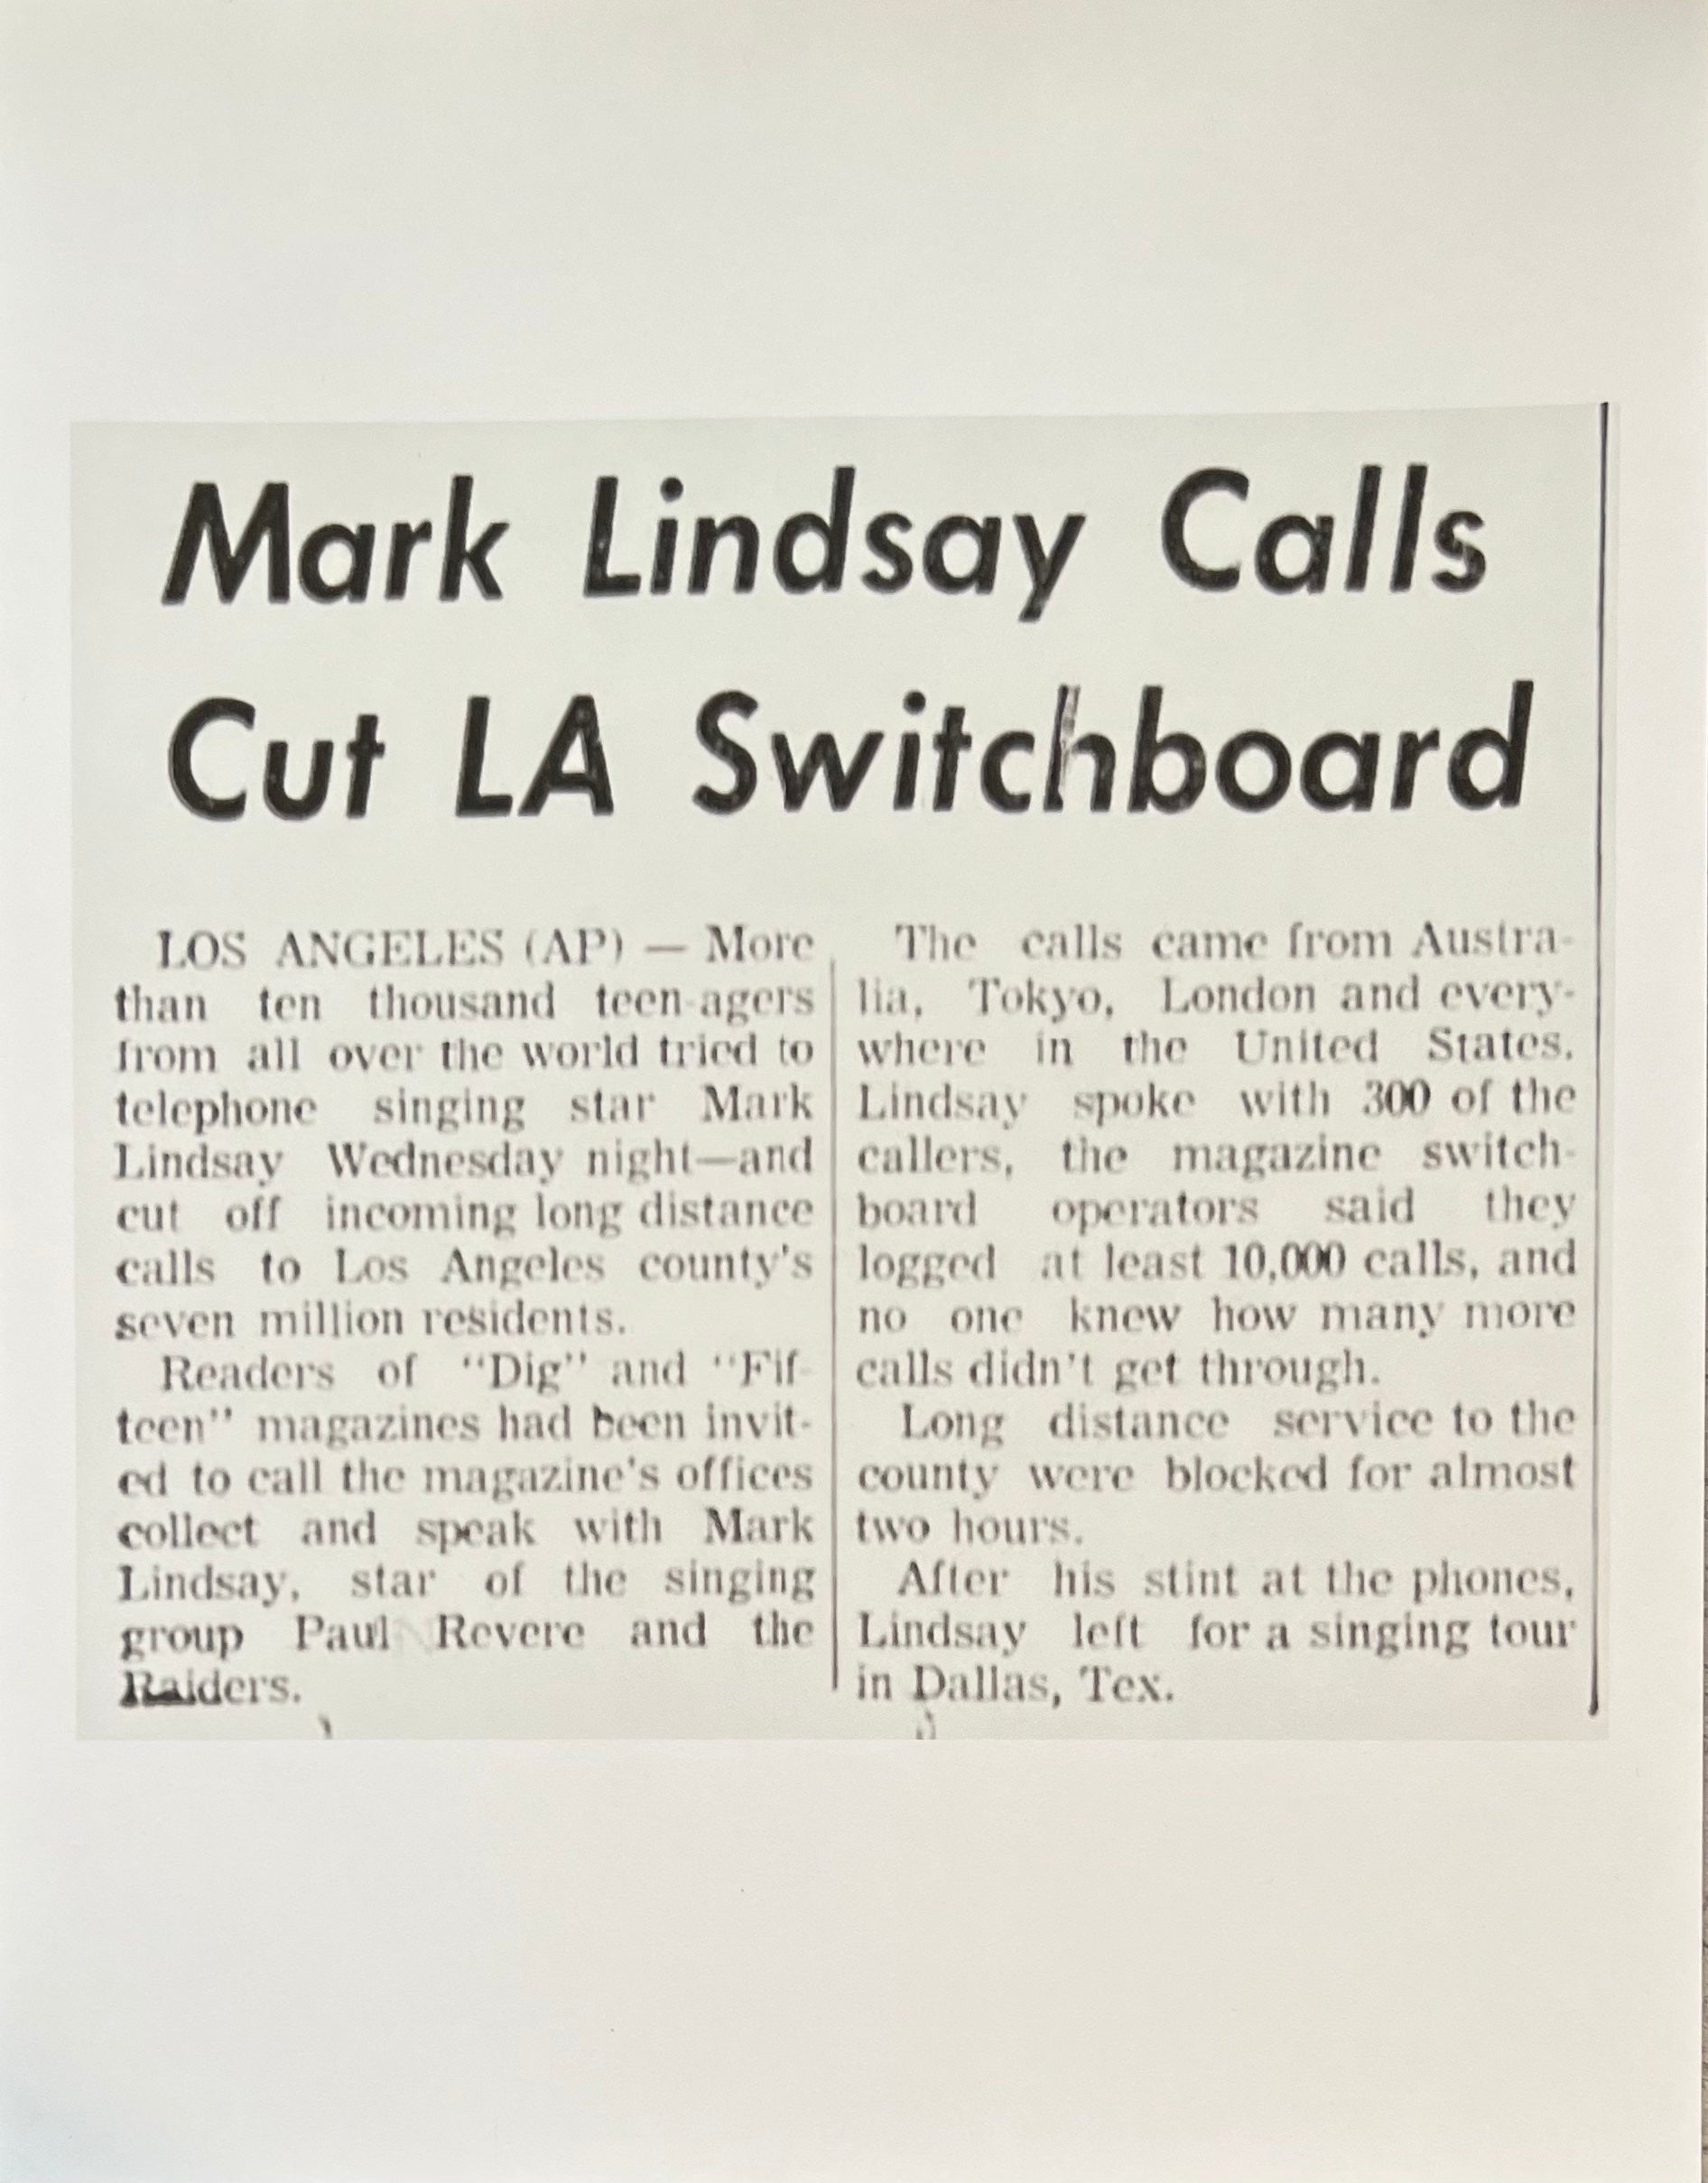 Mark Lindsay Calls
Cut LA Switchboard
LOS ANGELES (AP) — More
than ten thousand teen-agers
from all over the world tried to
telephone singing star Mark
Lindsay Wednesday night—and
cut off incoming long distance
calls to Los Angeles county's
seven million residents.
Readers of "Dig" and "Fif-
teen" magazines had been invit-
ed to call the magazine's offices
collect and speak with Mark
Lindsay, star of the singing
group Paul Revere and the
Raiders.
The calls came from Austra-
lia, Tokyo, London and every-
where in the United States.
Lindsay spoke with 300 of the
callers, the magazine switch-
board operators said they
logged at least 10,000 calls, and
no one knew how many more
calls didn't get through.
Long distance service to the
county were blocked for almost
two hours.
After his stint at the phones,
Lindsay left for a singing tour
in Dallas, Tex.